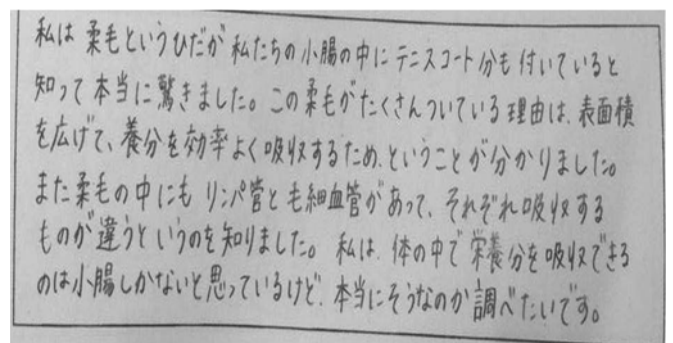 私は柔毛というひだが私たちの小腸の中にテニスコート分も付いていると
知って本当に驚きました。この柔毛がたくさんついている理由は、表面積
を広げて、養分を効率よく吸収するため、ということが分かりました。
また柔毛の中にもリンパ管と毛細血管があって、それぞれ吸収する
ものが違うというのを知りました。私は、体の中で栄養分を吸収できる
のは小腸しかないと思っているけど、本当にそうなのか調べたいです。